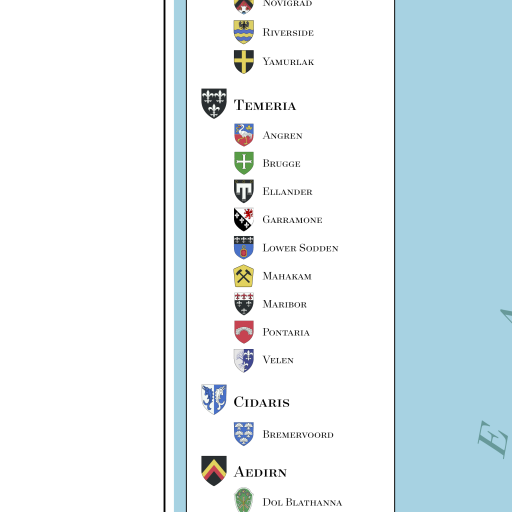 Novigrad
Riverside
Yamurlak
Temeria
Angren
Brugge
Ellander
Garramone
Lower Sodden
Mahakam
Maribor
Pontaria
Velen
Cidaris
Bremervoord
Aedirn
Dol Blathanna
E